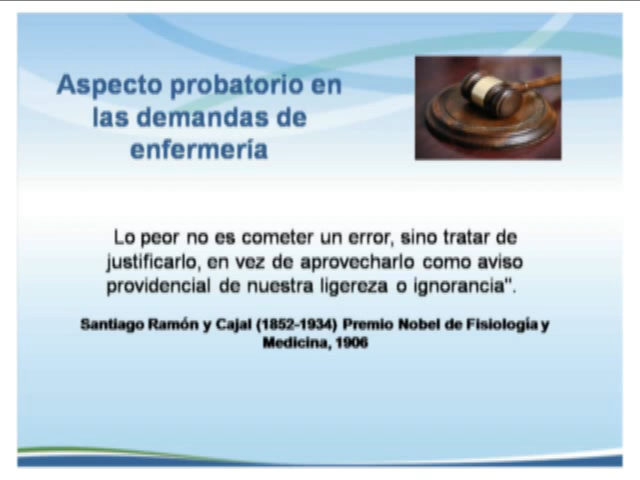 Aspecto probatorio en
las demandas de
enfermería
Lo peor no es cometer un error, sino tratar de
justificarlo, en vez de aprovecharlo como aviso
providencial de nuestra ligereza o ignorancia".
Santiago Ramón y Cajal (1852-1934) Premio Nobel de Fisiología y
Medicina, 1906